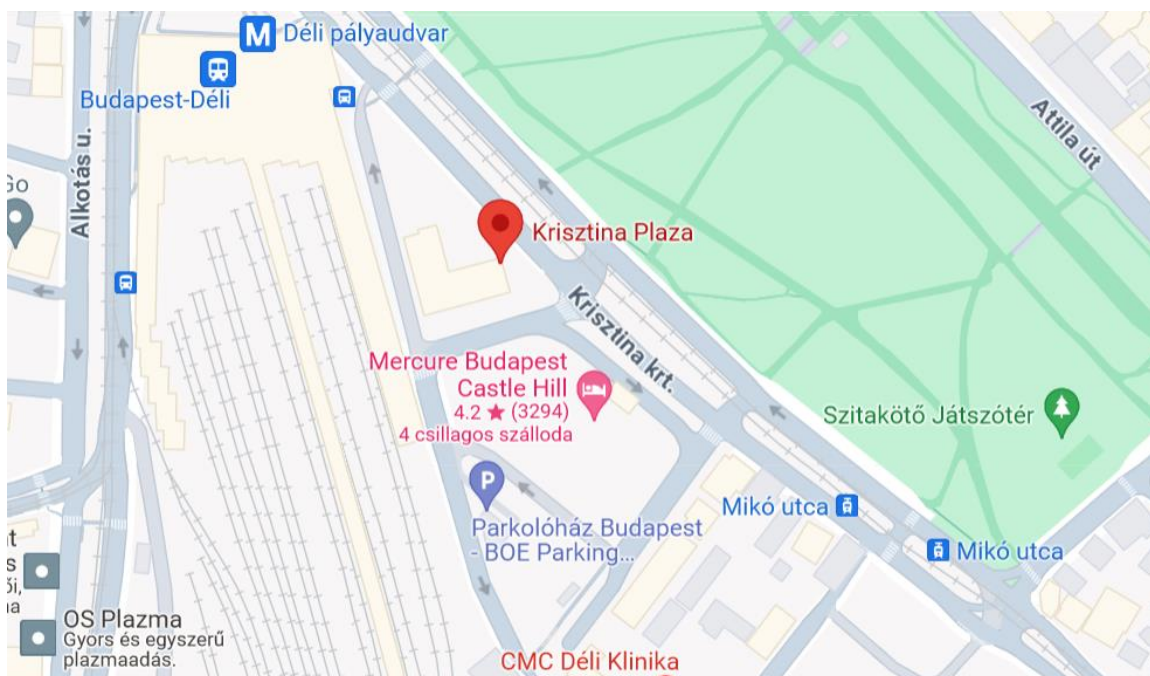 Déli pályaudvar
Budapest-Déli
Attila út
Alkotás u.
Go
Krisztina Plaza
Krisztina krt.
Mercure Budapest
Castle Hill
4.2 ★ (3294)
4 csillagos szálloda
Szitakötő Játszótér
P
Parkolóház Budapest
- BOE Parking...
Mikó utca
Mikó utca
OS Plazma
Gyors és egyszerű
plazmaadás.
CMC Déli Klinika